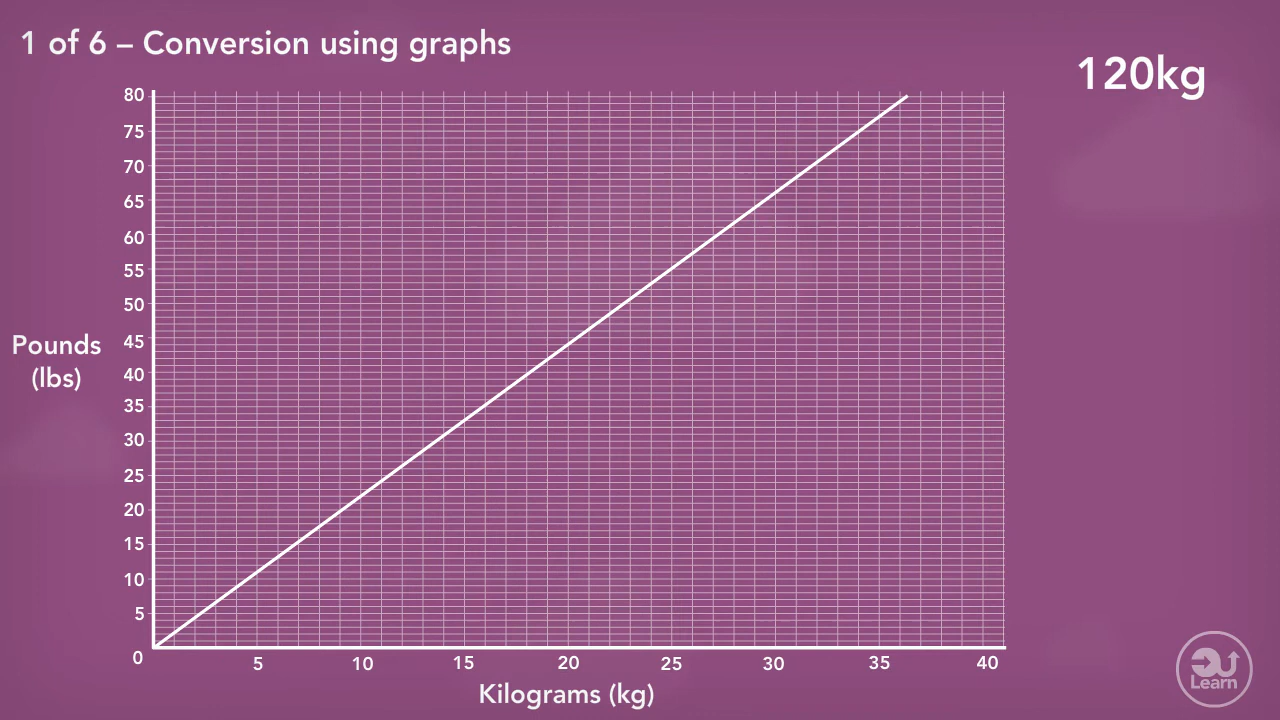 1 of 6 – Conversion using graphs
120kg
80
75
70
65
60
55
50
45
40
35
30
25
20
15
10
5
0
Pounds
(lbs)
5 10 15 20 25 30 35 40
Kilograms (kg)
Learn